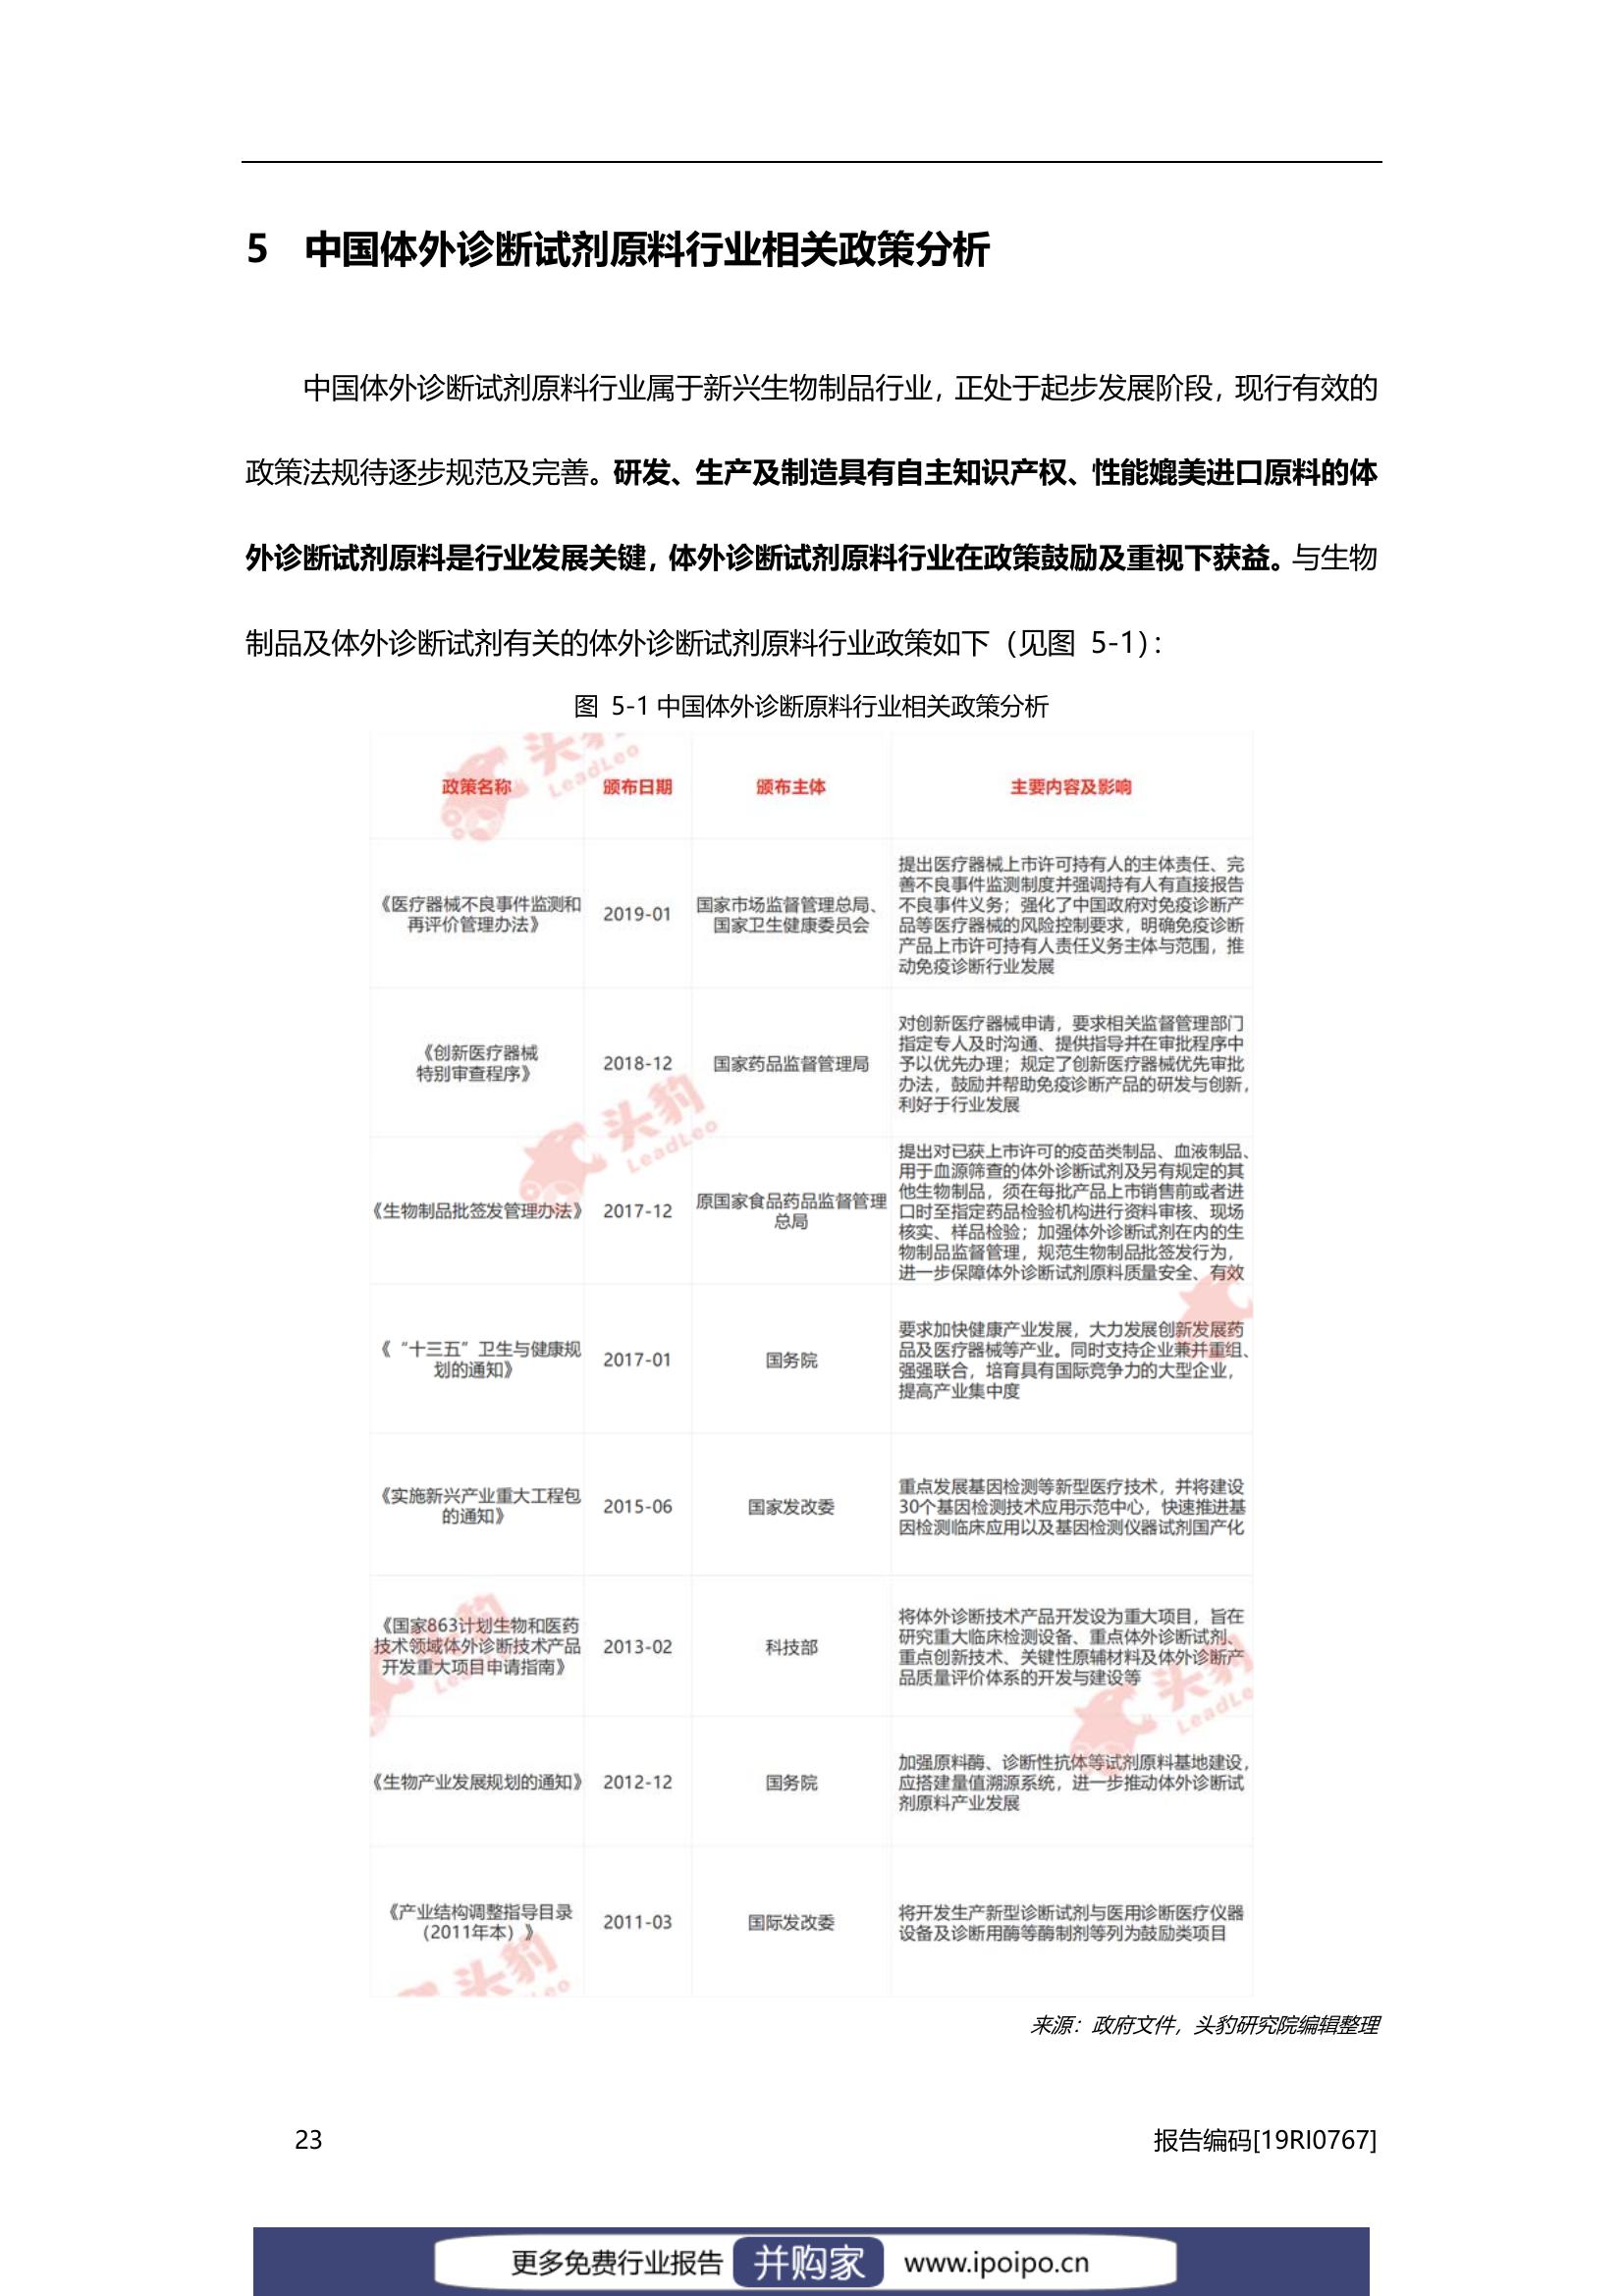 5 中国体外诊断试剂原料行业相关政策分析
中国体外诊断试剂原料行业属于新兴生物制品行业，正处于起步发展阶段，现行有效的
政策法规待逐步规范及完善。研发、生产及制造具有自主知识产权、性能媲美进口原料的体
外诊断试剂原料是行业发展关键，体外诊断试剂原料行业在政策鼓励及重视下获益。与生物
制品及体外诊断试剂有关的体外诊断试剂原料行业政策如下（见图 5-1）：
图 5-1 中国体外诊断原料行业相关政策分析
政策名称 颁布日期 颁布主体 主要内容及影响
《医疗器械不良事件监测和
再评价管理办法》
2019-01
国家市场监督管理总局、
国家卫生健康委员会
提出医疗器械上市许可持有人的主体责任、完
善不良事件监测制度并强调持有人有直接报告
不良事件义务；强化了中国政府对免疫诊断产
品等医疗器械的风险控制要求，明确免疫诊断
产品上市许可持有人责任义务主体与范围，推
动免疫诊断行业发展
《创新医疗器械
特别审查程序》
2018-12
国家药品监督管理局
对创新医疗器械申请，要求相关监督管理部门
指定专人及时沟通、提供指导并在审批程序中
予以优先办理；规定了创新医疗器械优先审批
办法，鼓励并帮助免疫诊断产品的研发与创新，
利好于行业发展
《生物制品批签发管理办法》
2017-12
原国家食品药品监督管理
总局
提出对已获上市许可的疫苗类制品、血液制品、
用于血源筛查的体外诊断试剂及另有规定的其
他生物制品，须在每批产品上市销售前或者进
口时至指定药品检验机构进行资料审核、现场
核实、样品检验；加强体外诊断试剂在内的生
物制品监督管理，规范生物制品批签发行为，
进一步保障体外诊断试剂原料质量安全、有效
《“十三五”卫生与健康规
划的通知》
2017-01
国务院
要求加快健康产业发展，大力发展创新发展药
品及医疗器械等产业。同时支持企业兼并重组、
强强联合，培育具有国际竞争力的大型企业，
提高产业集中度
《实施新兴产业重大工程包
的通知》
2015-06
国家发改委
重点发展基因检测等新型医疗技术，并将建设
30个基因检测技术应用示范中心，快速推进基
因检测临床应用以及基因检测仪器试剂国产化
《国家863计划生物和医药
技术领域体外诊断技术产品
开发重大项目申请指南》
2013-02
科技部
将体外诊断技术产品开发设为重大项目，旨在
研究重大临床检测设备、重点体外诊断试剂、
重点创新技术、关键性原辅材料及体外诊断产
品质量评价体系的开发与建设等
《生物产业发展规划的通知》
2012-12
国务院
加强原料酶、诊断性抗体等试剂原料基地建设，
应搭建量值溯源系统，进一步推动体外诊断试
剂原料产业发展
《产业结构调整指导目录
（2011年本）》
2011-03
国际发改委
将开发生产新型诊断试剂与医用诊断医疗仪器
设备及诊断用酶等酶制剂等列为鼓励类项目
头豹
LeadLeo
头豹
LeadLeo
头豹
头豹
来源：政府文件，头豹研究院编辑整理
23
报告编码[19RI0767]
更多免费行业报告 并购家 www.ipoipo.cn